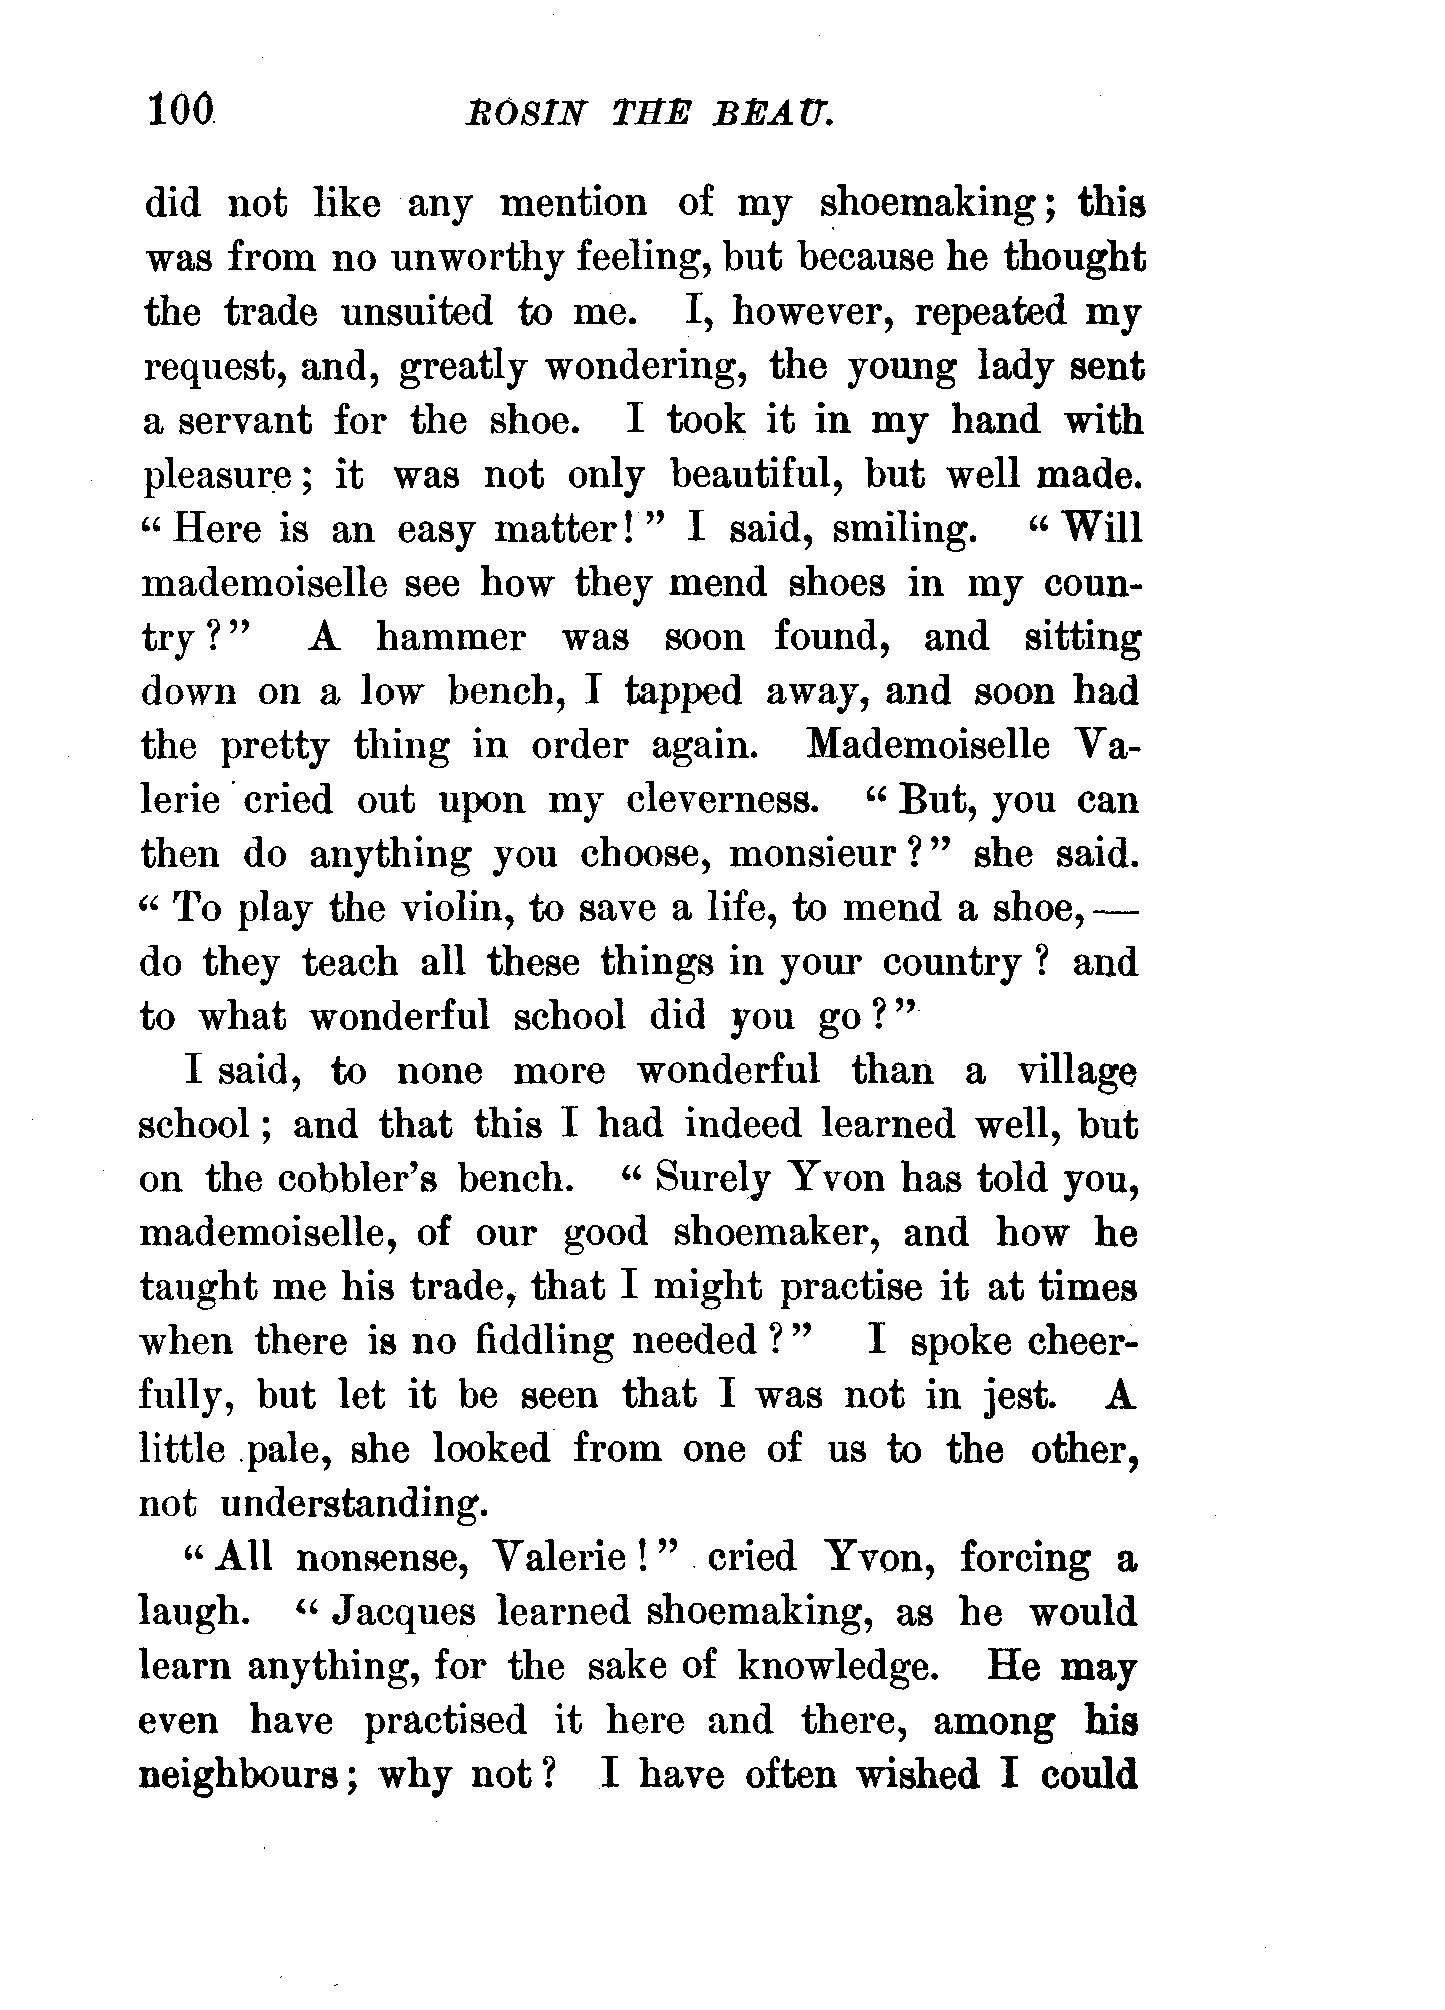 100 ROSIN THE BEAU.
did not like any mention of my shoemaking; this
was from no unworthy feeling, but because he thought
the trade unsuited to me. I, however, repeated my
request, and, greatly wondering, the young lady sent
a servant for the shoe. I took it in my hand with
pleasure; it was not only beautiful, but well made.
“Here is an easy matter!” I said, smiling. “Will
mademoiselle see how they mend shoes in my coun-
try?” A hammer was soon found, and sitting
down on a low bench, I tapped away, and soon had
the pretty thing in order again. Mademoiselle Va-
lerie cried out upon my cleverness. “But, you can
then do anything you choose, monsieur?” she said.
“To play the violin, to save a life, to mend a shoe,—
do they teach all these things in your country? and
to what wonderful school did you go?”
I said, to none more wonderful than a village
school; and that this I had indeed learned well, but
on the cobbler's bench. “Surely Yvon has told you,
mademoiselle, of our good shoemaker, and how he
taught me his trade, that I might practise it at times
when there is no fiddling needed?” I spoke cheer-
fully, but let it be seen that I was not in jest. A
little pale, she looked from one of us to the other,
not understanding.
“All nonsense, Valerie!” cried Yvon, forcing a
laugh. “Jacques learned shoemaking, as he would
learn anything, for the sake of knowledge. He may
even have practised it here and there, among his
neighbours; why not? I have often wished I could